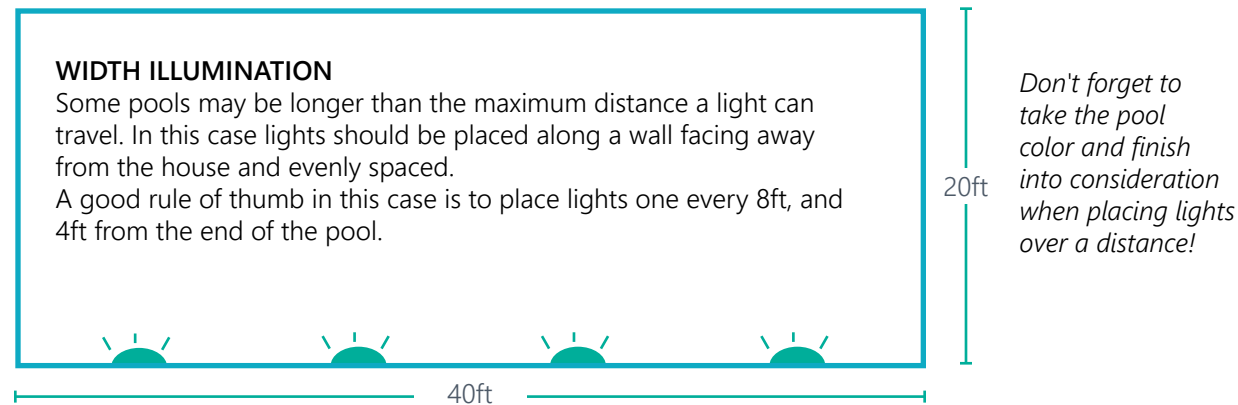 WIDTH ILLUMINATION
Some pools may be longer than the maximum distance a light can
travel. In this case lights should be placed along a wall facing away
from the house and evenly spaced.
A good rule of thumb in this case is to place lights one every 8ft, and
4ft from the end of the pool.
20ft
Don't forget to
take the pool
color and finish
into consideration
when placing lights
over a distance!
40ft